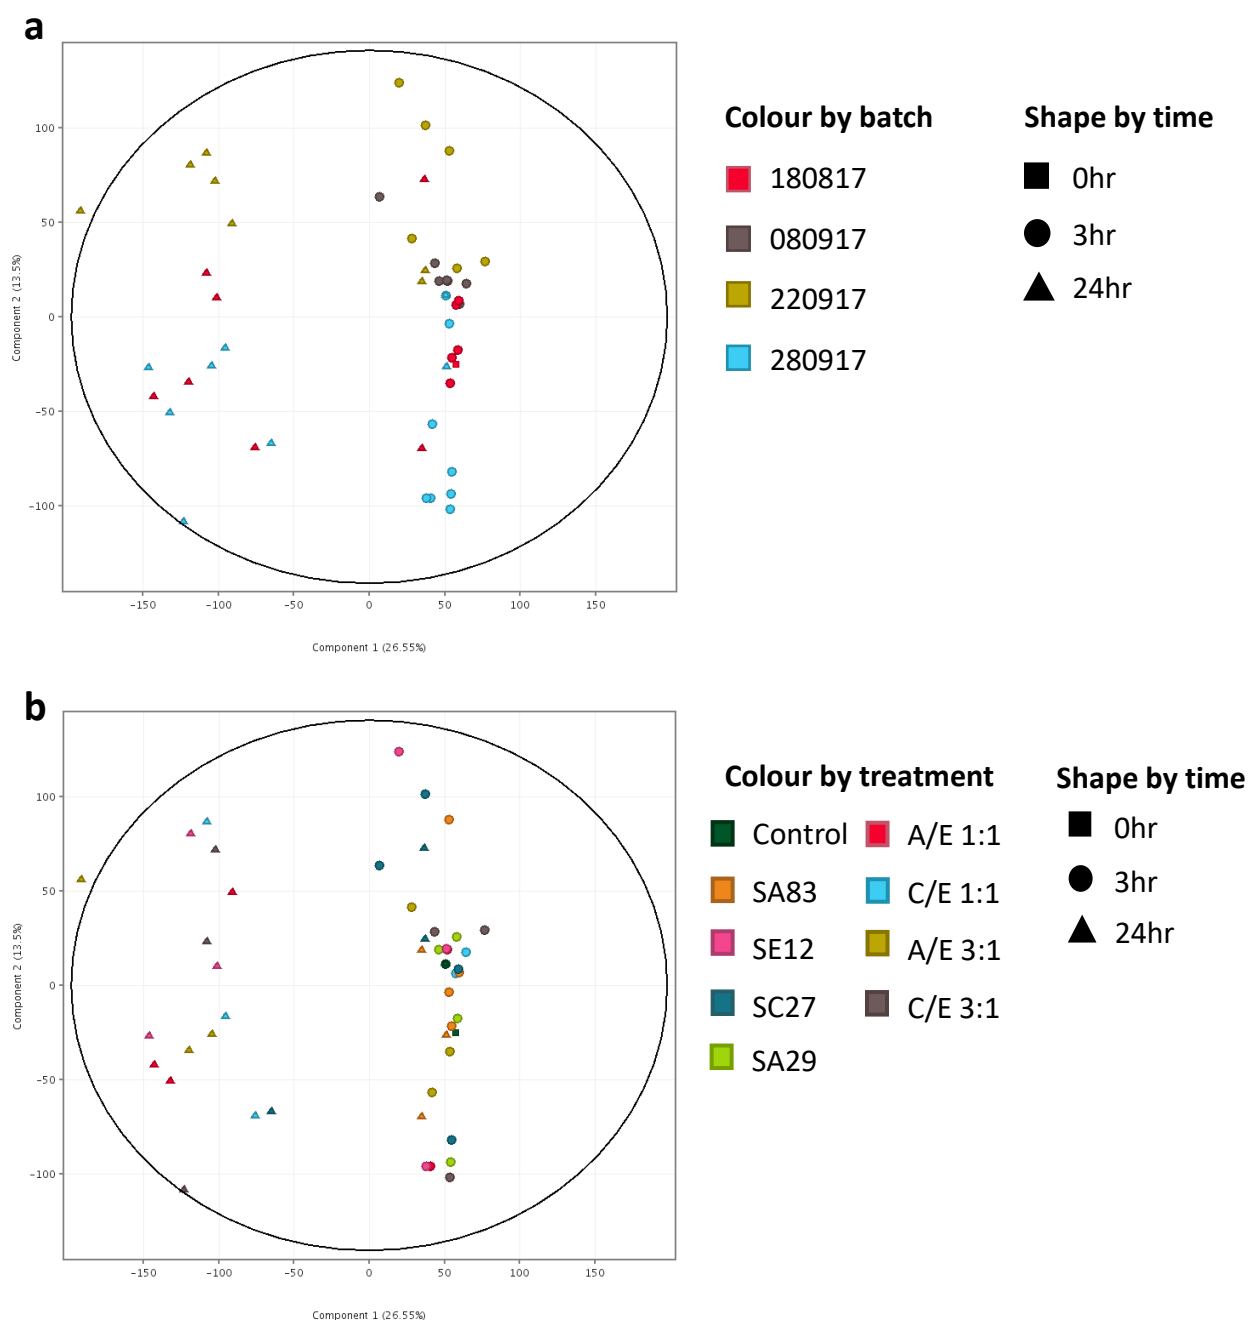 a
100
50
0
−50
−100
−150
−100
−50
0
50
100
150
Component 2 (13.5%)
Component 1 (26.55%)
Colour by batch
180817
080917
220917
280917
Shape by time
0hr
3hr
24hr
b
100
50
0
−50
−100
−150
−100
−50
0
50
100
150
Component 2 (13.5%)
Component 1 (26.55%)
Colour by treatment
Control
A/E 1:1
SA83
C/E 1:1
SE12
A/E 3:1
SC27
C/E 3:1
SA29
Shape by time
0hr
3hr
24hr